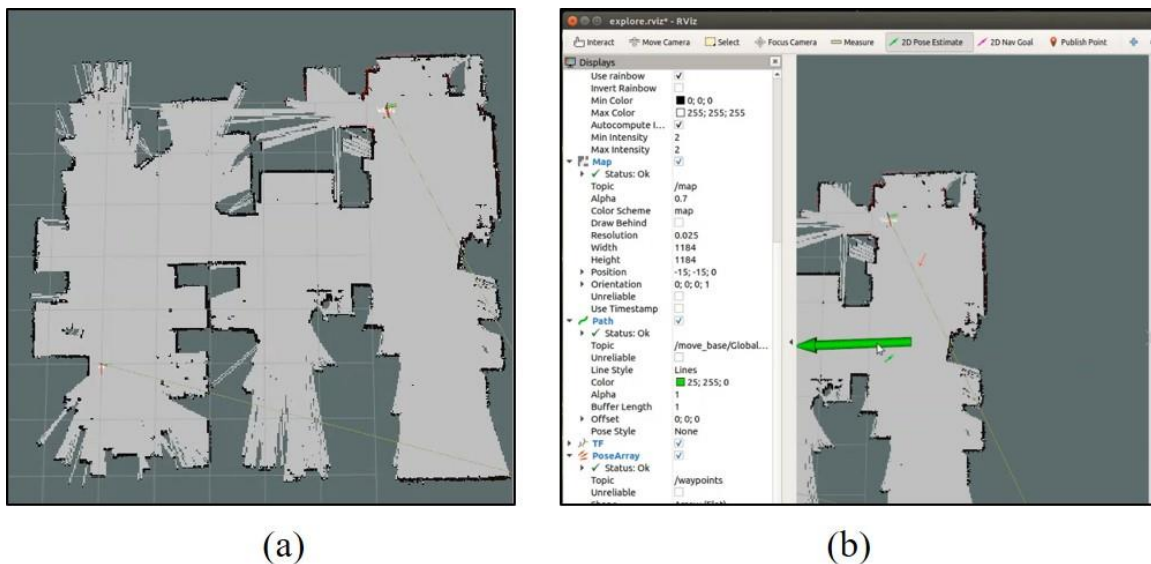 explore.rviz* - RViz
Interact Move Camera Select Focus Camera Measure 2D Pose Estimate 2D Nav Goal Publish Point
Displays
Use rainbow
Invert Rainbow
Min Color 0; 0; 0
Max Color 255; 255; 255
Autocompute I...
Min Intensity 2
Max Intensity 2
Map
Status: Ok
Topic /map
Alpha 0.7
Color Scheme map
Draw Behind
Resolution 0.025
Width 1184
Height 1184
Position -15; -15; 0
Orientation 0; 0; 0; 1
Unreliable
Use Timestamp
Path
Status: Ok
Topic /move_base/Global...
Unreliable
Line Style Lines
Color 25; 255; 0
Alpha 1
Buffer Length 1
Offset 0; 0; 0
Pose Style None
TF
PoseArray
Status: Ok
Topic /waypoints
Unreliable
(a)
(b)